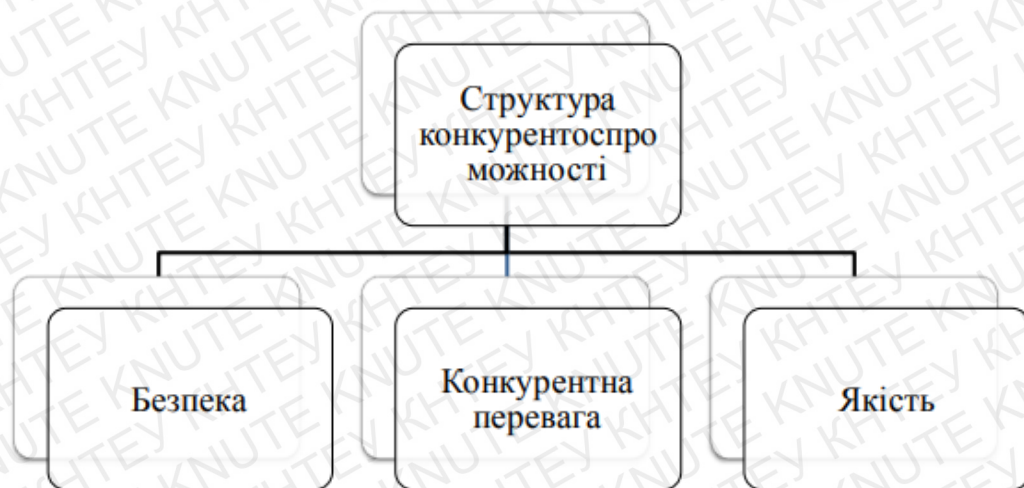 Структура
конкурентоспро
можності
Безпека
Конкурентна
перевага
Якість